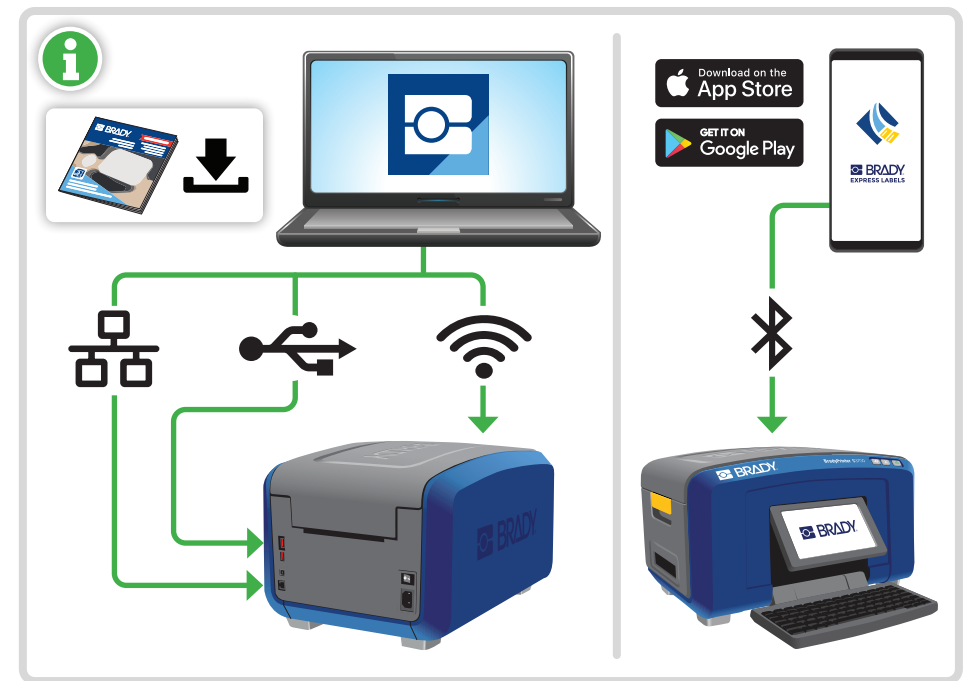 BRADY
Download on the
App Store
GET IT ON
Google Play
BRADY
EXPRESS LABELS
BRADY
BRADY
BRADY